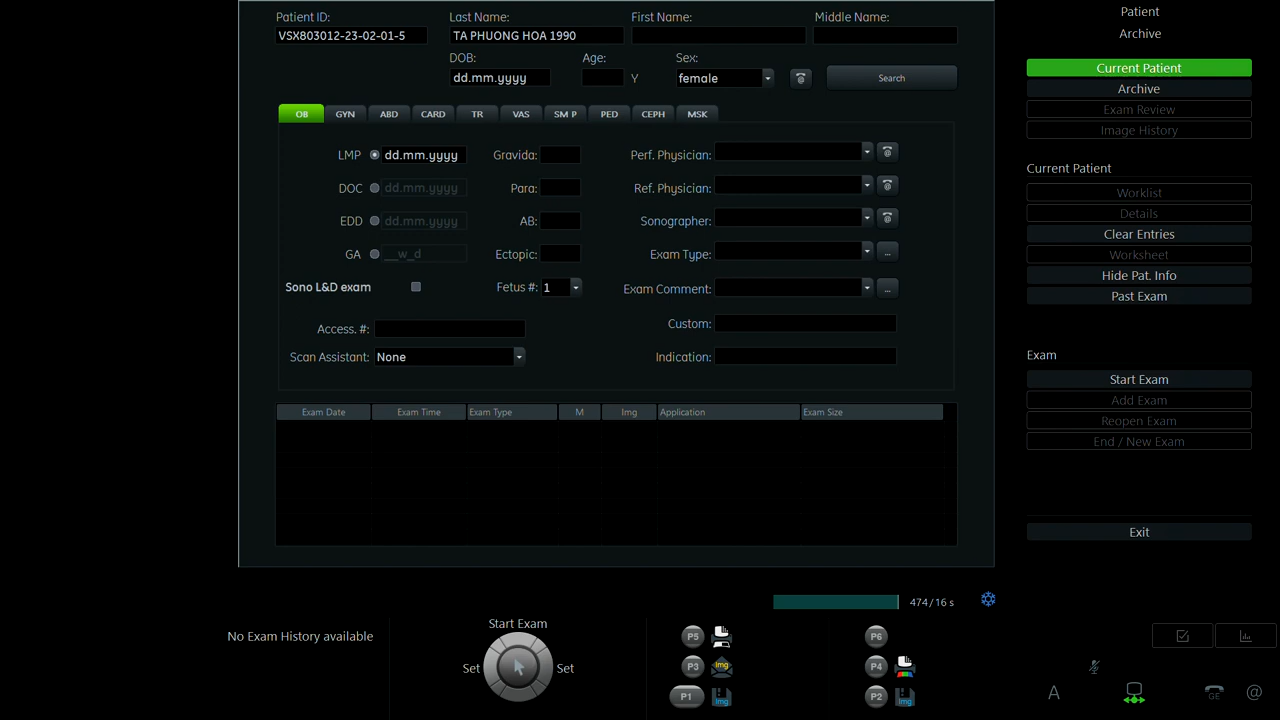 Patient ID: Last Name: First Name: Middle Name:
VSX803012-23-02-01-5 TA PHUONG HOA 1990
DOB: Age: Sex:
dd.mm.yyyy Y female Search
OB GYN ABD CARD TR VAS SM P PED CEPH MSK
LMP dd.mm.yyyy Gravida: Perf. Physician:
DOC dd.mm.yyyy Para: Ref. Physician:
EDD dd.mm.yyyy AB: Sonographer:
GA __w_d Ectopic: Exam Type: ...
Sono L&D exam Fetus #: 1 Exam Comment: ...
Access. #: Custom:
Scan Assistant: None Indication:
Exam Date Exam Time Exam Type M Img Application Exam Size
Patient
Archive
Current Patient
Archive
Exam Review
Image History
Current Patient
Worklist
Details
Clear Entries
Worksheet
Hide Pat. Info
Past Exam
Exam
Start Exam
Add Exam
Reopen Exam
End / New Exam
Exit
474/16 s
No Exam History available
Start Exam
Set Set
P5 P6
P3 Img P4
P1 Img P2 Img
A GE @